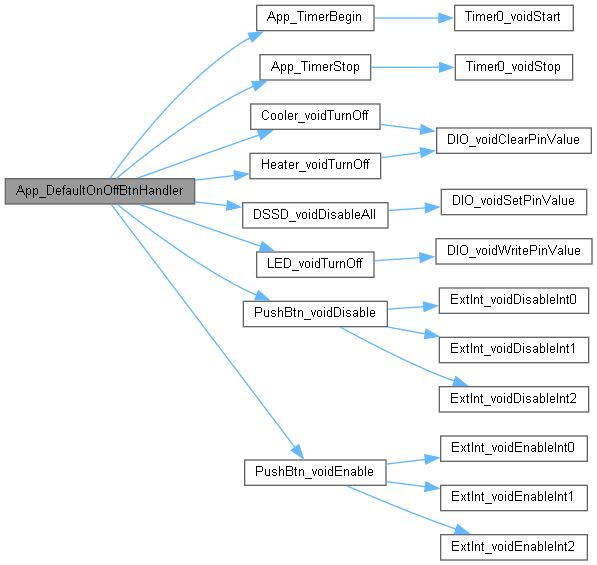 App_TimerBegin
Timer0_voidStart
App_TimerStop
Timer0_voidStop
Cooler_voidTurnOff
DIO_voidClearPinValue
Heater_voidTurnOff
App_DefaultOnOffBtnHandler
DSSD_voidDisableAll
DIO_voidSetPinValue
LED_voidTurnOff
DIO_voidWritePinValue
PushBtn_voidDisable
ExtInt_voidDisableInt0
ExtInt_voidDisableInt1
ExtInt_voidDisableInt2
PushBtn_voidEnable
ExtInt_voidEnableInt0
ExtInt_voidEnableInt1
ExtInt_voidEnableInt2